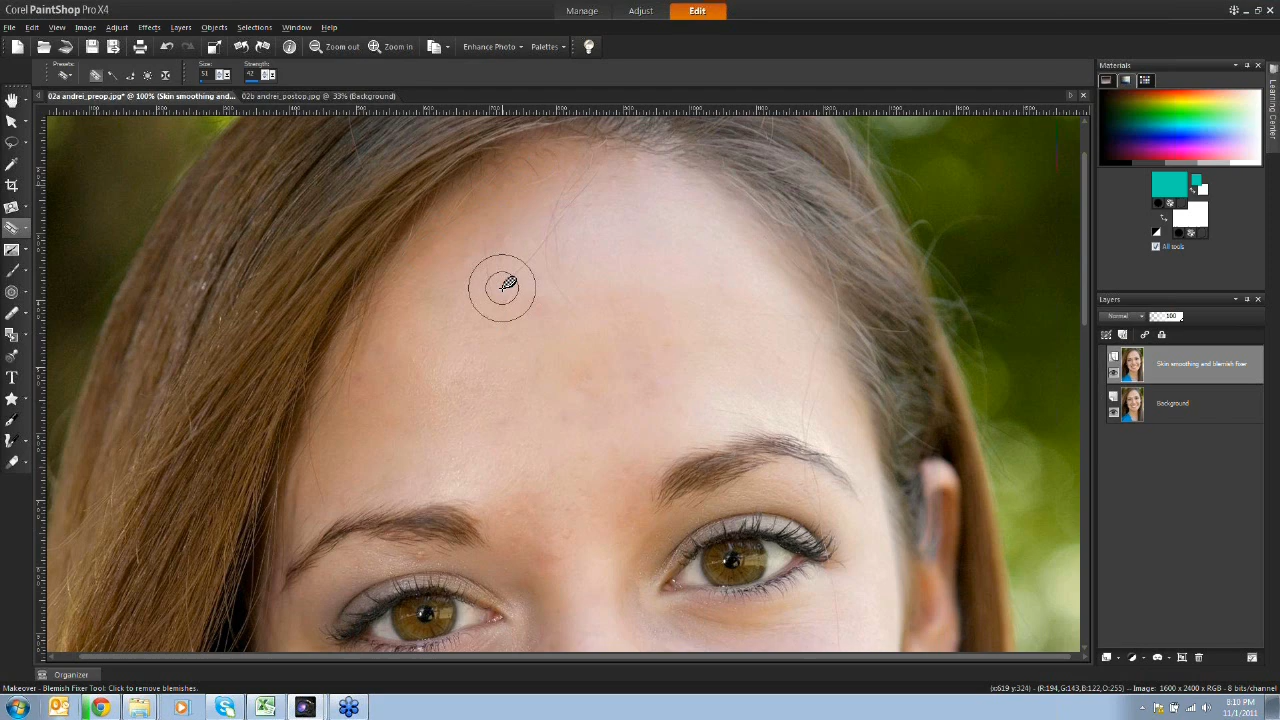 Corel PaintShop Pro X4
Manage Adjust Edit
File Edit View Image Adjust Effects Layers Objects Selections Window Help
Zoom out Zoom in Enhance Photo Palettes
Presets: Size: Strength:
51 42
02a andrei_preop.jpg* @ 100% (Skin smoothing and...
02b andrei_postop.jpg @ 33% (Background)
Materials
Learning Center
All tools
Layers
Normal 100
Skin smoothing and blemish fixer
Background
Organizer
Makeover - Blemish Fixer Tool: Click to remove blemishes.
(x:619 y:324) - (R:194,G:143,B:122,O:255) -- Image: 1600 x 2400 x RGB - 8 bits/channel
8:10 PM
11/1/2011